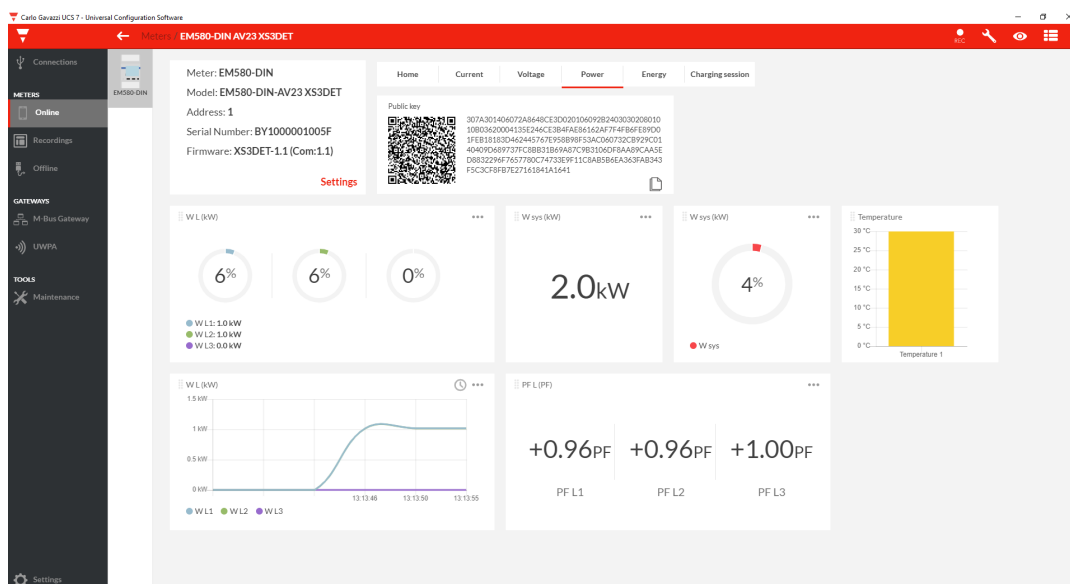 Carlo Gavazzi UCS 7 - Universal Configuration Software
Meters / EM580-DIN AV23 XS3DET
REC
Connections
METERS
Online
Recordings
Offline
GATEWAYS
M-Bus Gateway
UWPA
TOOLS
Maintenance
Settings
EM580-DIN
Meter: EM580-DIN
Model: EM580-DIN-AV23 XS3DET
Address: 1
Serial Number: BY1000001005F
Firmware: XS3DET-1.1 (Com:1.1)
Settings
Home Current Voltage Power Energy Charging session
Public key
307A301406072A8648CE3D020106092B2403030208010
10B03620004135E246CE3B4FAE86162AF7F4FB6FE89D0
1FEB18183D462445767E958B98F53AC060732CB929C01
40409D689737FC8BB31B69A87C9B3106DF8AA89CAA5E
D8832296F7657780C74733E9F11C8AB5B6EA363FAB343
F5C3CF8FB7E27161841A1641
W L (kW)
6%
6%
0%
W L1: 1.0 kW
W L2: 1.0 kW
W L3: 0.0 kW
W sys (kW)
2.0kW
W sys (kW)
4%
W sys
Temperature
30 °C
25 °C
20 °C
15 °C
10 °C
5 °C
0 °C
Temperature 1
W L (kW)
1.5 kW
1 kW
0.5 kW
0 kW
13:13:46 13:13:50 13:13:55
W L1 W L2 W L3
PF L (PF)
+0.96PF +0.96PF +1.00PF
PF L1 PF L2 PF L3